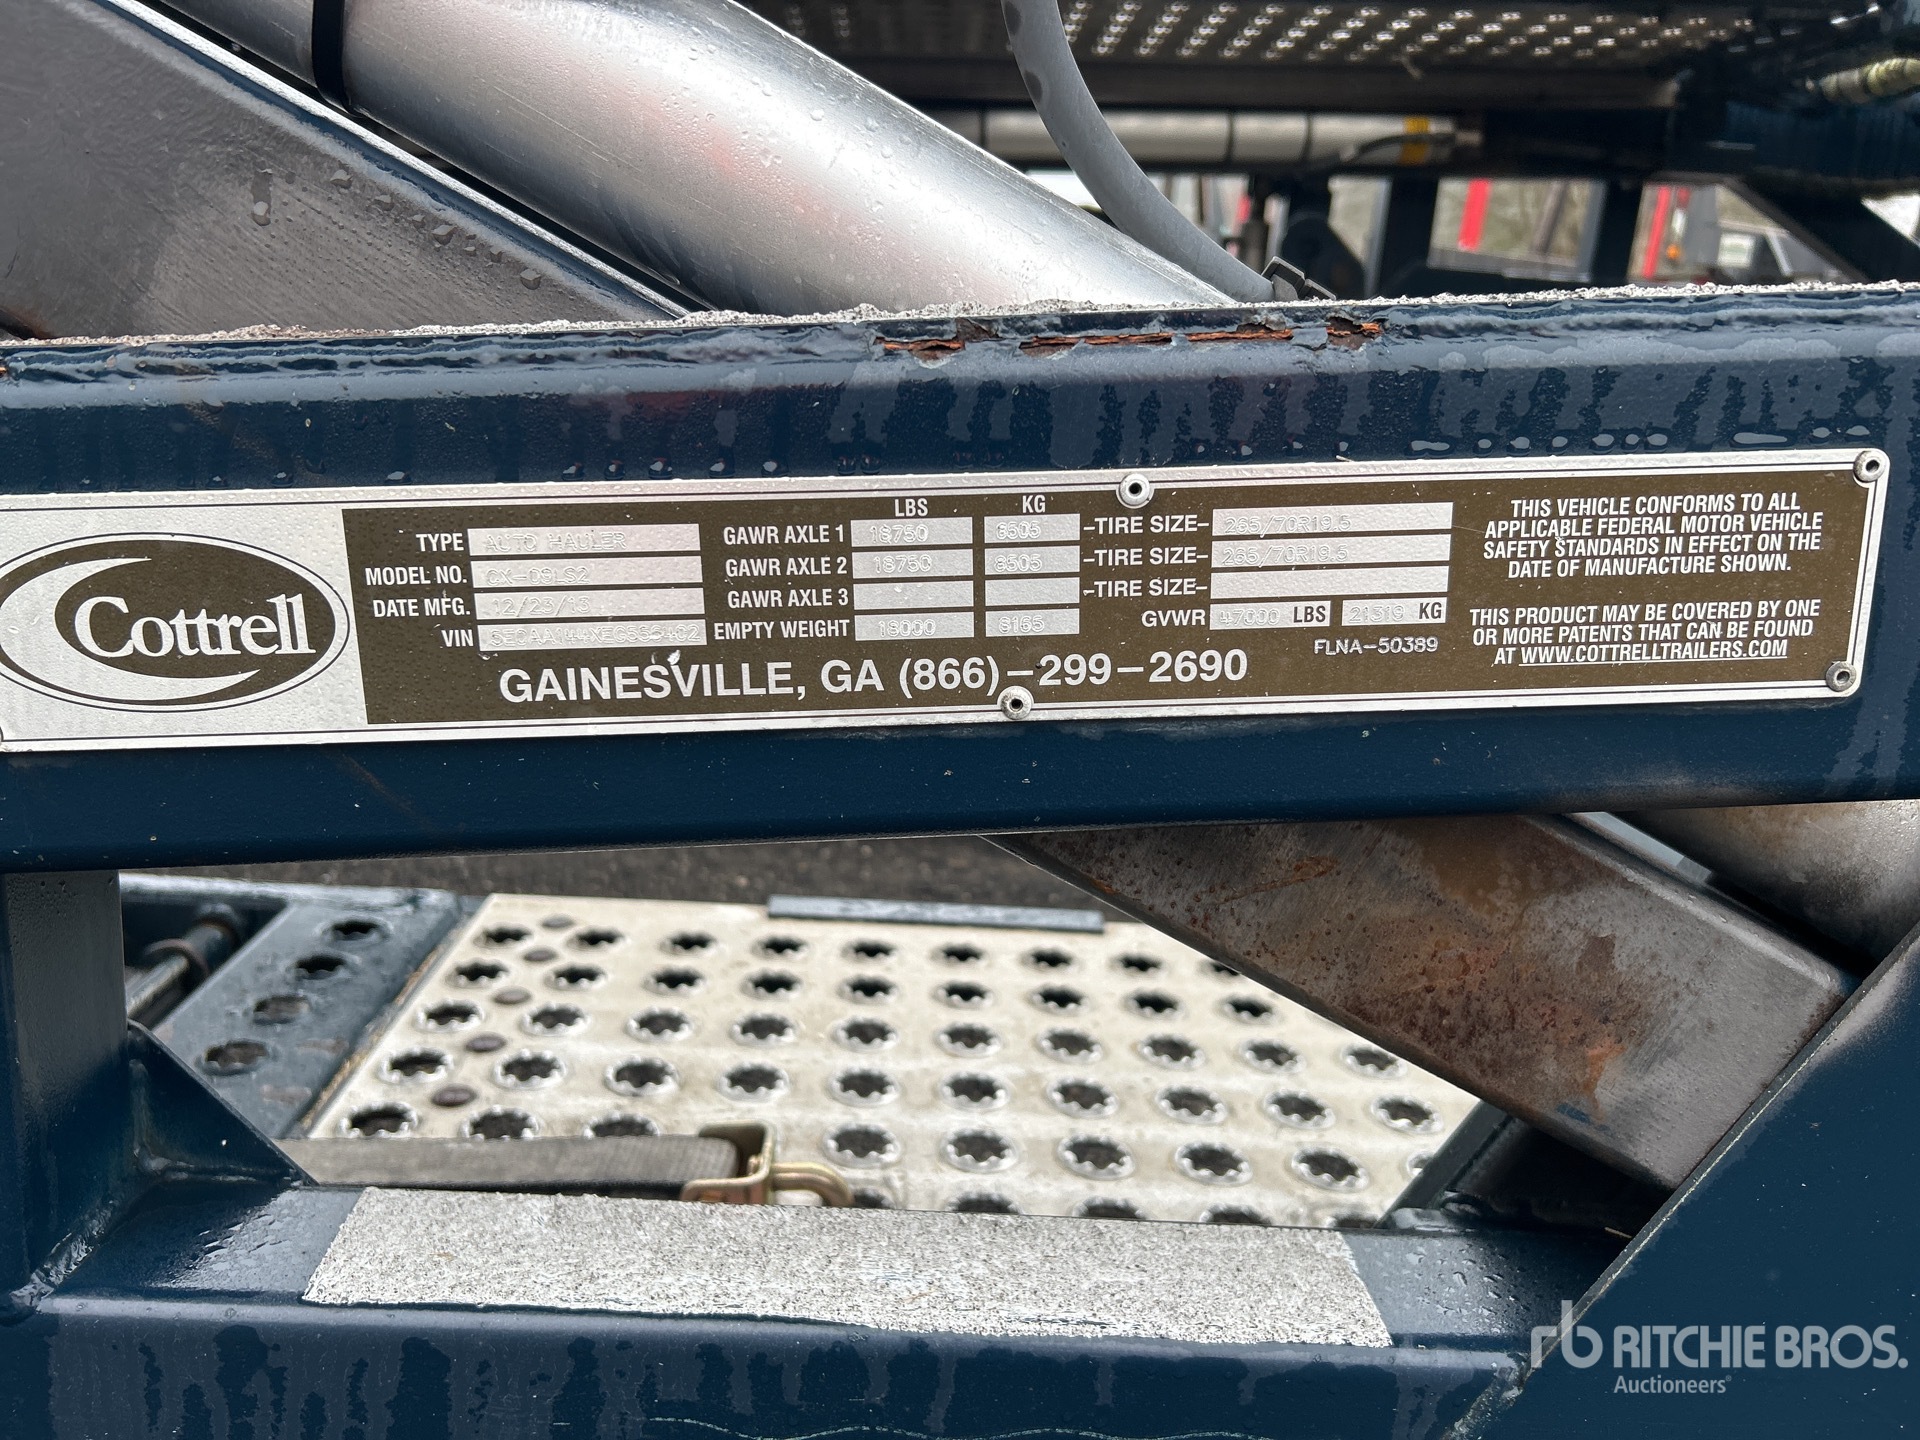 Cottrell
TYPE AUTO HAULER
MODEL NO. CX-09LS2
DATE MFG. 12/23/13
VIN
LBS KG
GAWR AXLE 1 18750 8505 -TIRE SIZE- 265/70R19.5
GAWR AXLE 2 18750 8505 -TIRE SIZE- 265/70R19.5
GAWR AXLE 3 -TIRE SIZE-
EMPTY WEIGHT 18000 8165 GVWR 47000 LBS 21319 KG
FLNA-50389
GAINESVILLE, GA (866)-299-2690
THIS VEHICLE CONFORMS TO ALL
APPLICABLE FEDERAL MOTOR VEHICLE
SAFETY STANDARDS IN EFFECT ON THE
DATE OF MANUFACTURE SHOWN.
THIS PRODUCT MAY BE COVERED BY ONE
OR MORE PATENTS THAT CAN BE FOUND
AT WWW.COTTRELLTRAILERS.COM
rb RITCHIE BROS.
Auctioneers